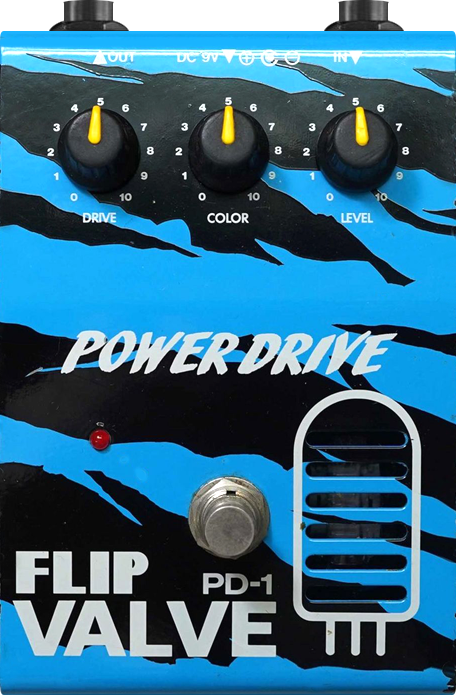 ▲OUT DC 9V▼⊕ ⊖ IN▼
4 5 6 4 5 6 4 5 6
3 7 3 7 3 7
2 8 2 8 2 8
1 9 1 9 1 9
0 10 0 10 0 10
DRIVE COLOR LEVEL
POWER DRIVE
FLIP PD-1
VALVE